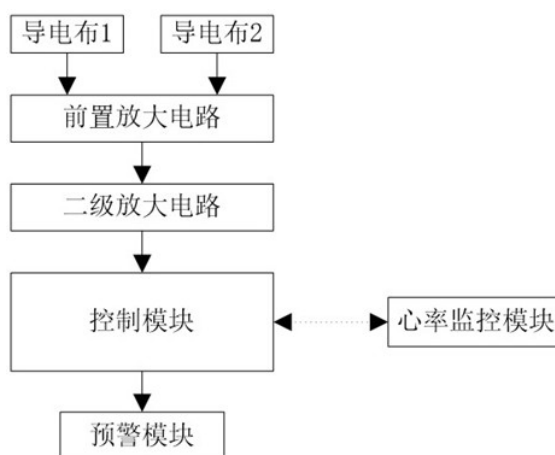 导电布1
导电布2
前置放大电路
二级放大电路
控制模块
心率监控模块
预警模块